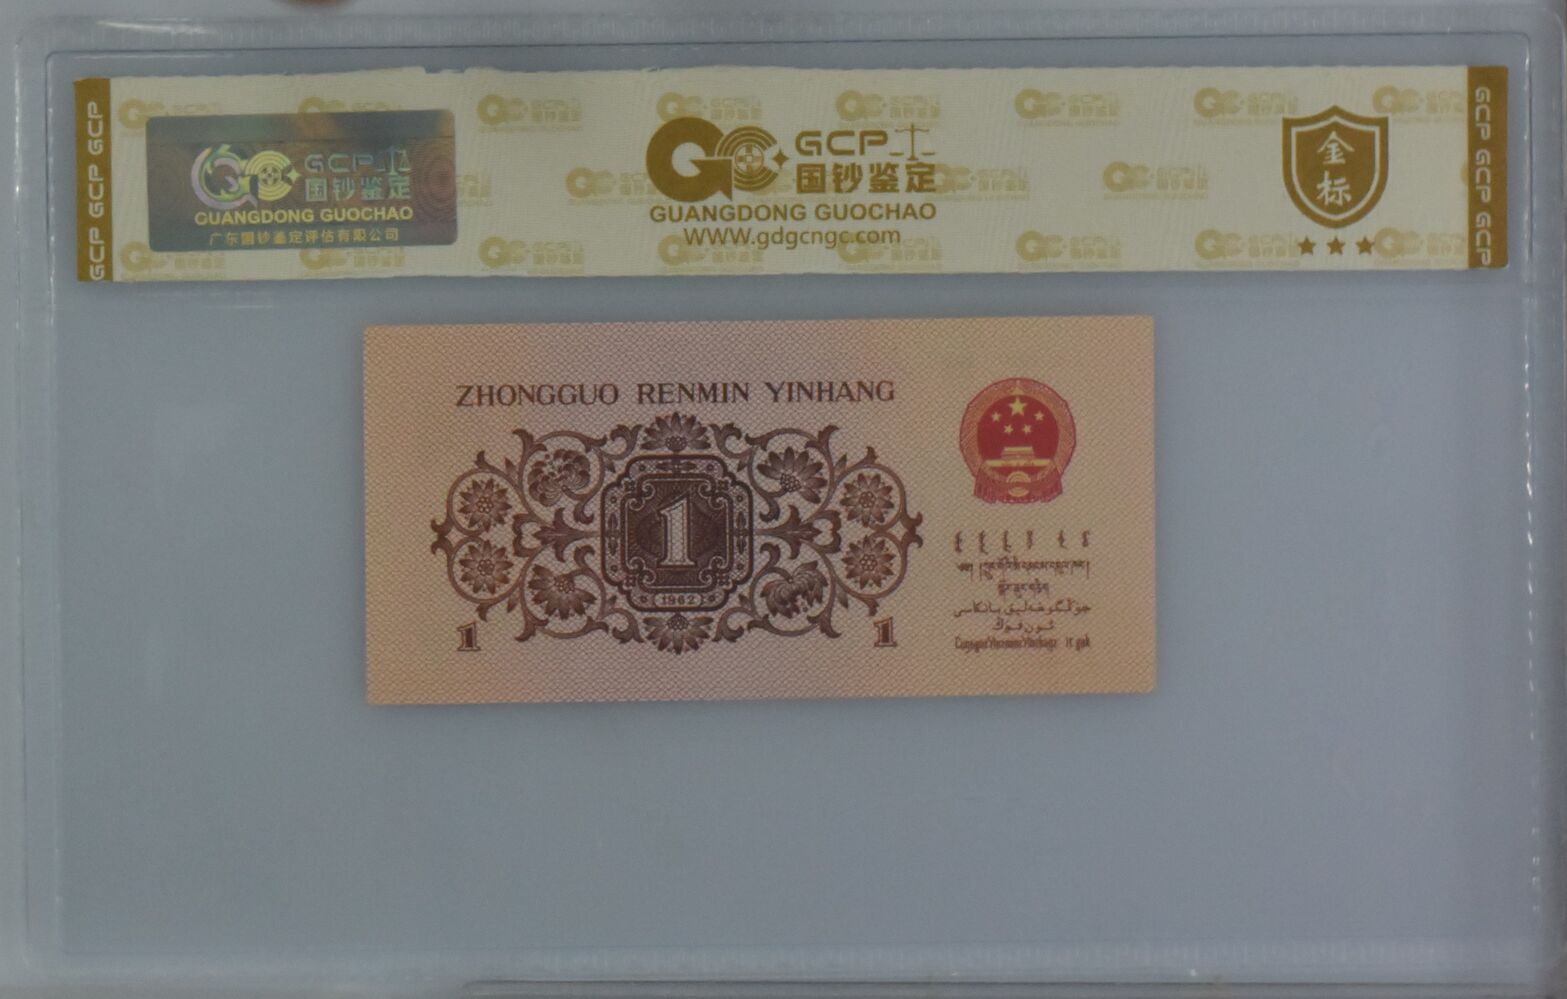 GCP GCP GCP
GCP
国钞鉴定
GUANGDONG GUOCHAO
广东国钞鉴定评估有限公司
GCP
国钞鉴定
GUANGDONG GUOCHAO
WWW.gdgcngc.com
金
标
GCP GCP GCP
ZHONGGUO RENMIN YINHANG
1
(1962)
1
1